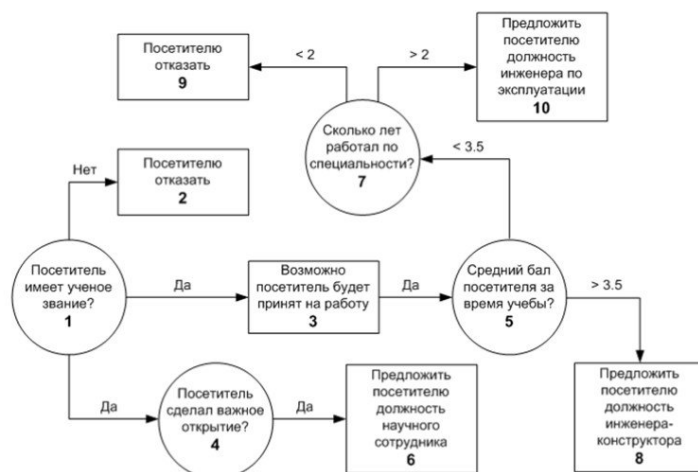 Посетителю
отказать
9
< 2
> 2
Предложить
посетителю
должность
инженера по
эксплуатации
10
Сколько лет
работал по
специальности?
7
< 3.5
Нет
Посетителю
отказать
2
Посетитель
имеет ученое
звание?
1
Да
Возможно
посетитель будет
принят на работу
3
Да
Средний бал
посетителя за
время учебы?
5
> 3.5
Да
Посетитель
сделал важное
открытие?
4
Да
Предложить
посетителю
должность
научного
сотрудника
6
Предложить
посетителю
должность
инженера-
конструктора
8